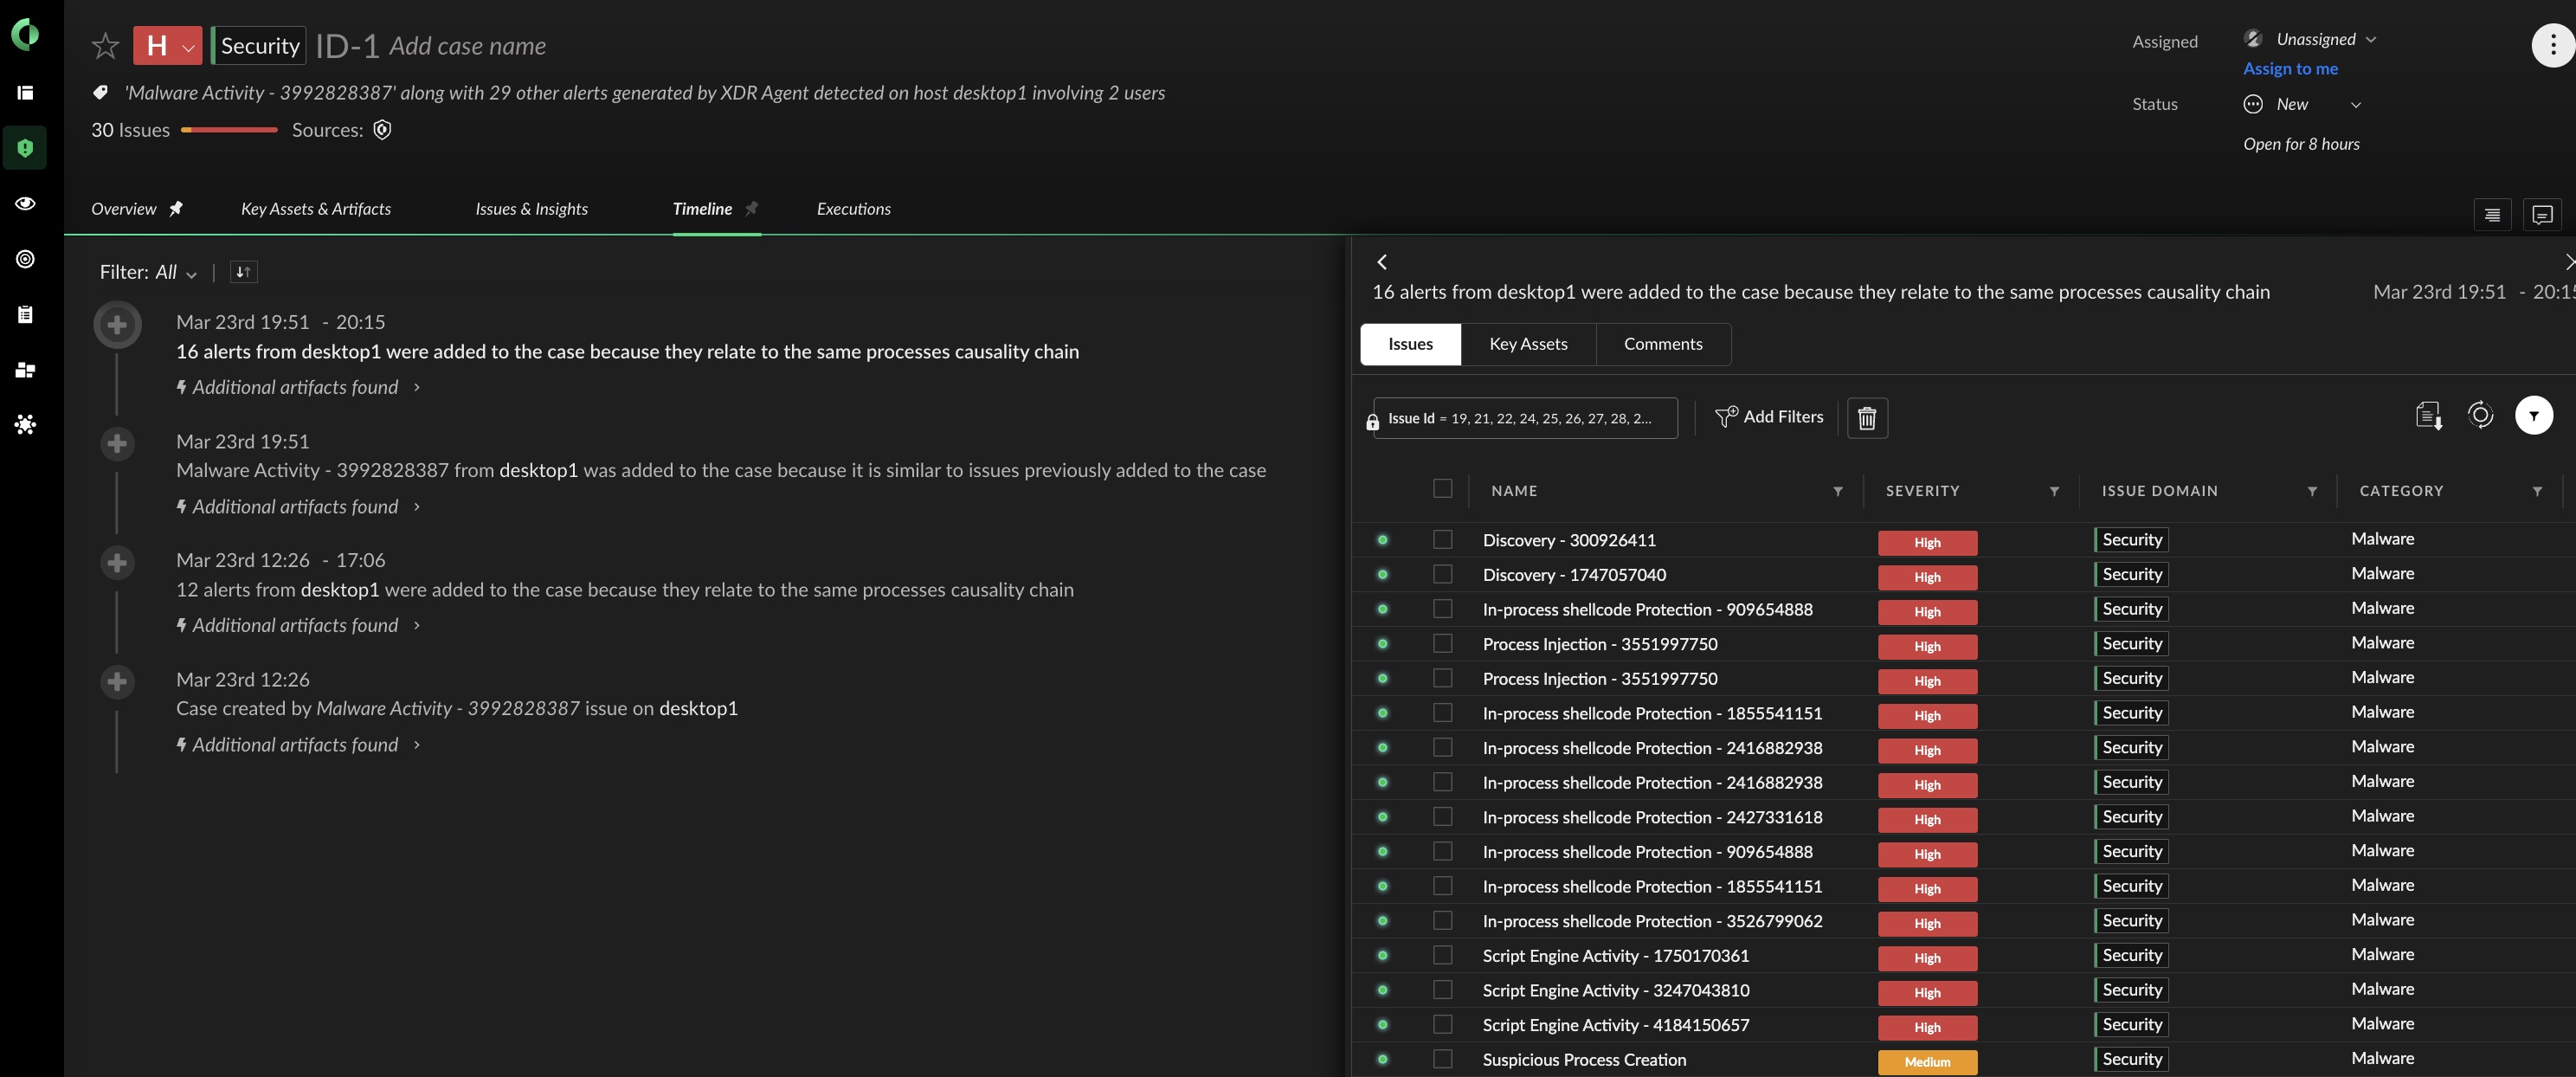 H Security ID-1 Add case name
'Malware Activity - 3992828387' along with 29 other alerts generated by XDR Agent detected on host desktop1 involving 2 users
30 Issues Sources:
Assigned Unassigned
Assign to me
Status New
Open for 8 hours
Overview Key Assets & Artifacts Issues & Insights Timeline Executions
Filter: All
Mar 23rd 19:51 - 20:15
16 alerts from desktop1 were added to the case because they relate to the same processes causality chain
Additional artifacts found
Mar 23rd 19:51
Malware Activity - 3992828387 from desktop1 was added to the case because it is similar to issues previously added to the case
Additional artifacts found
Mar 23rd 12:26 - 17:06
12 alerts from desktop1 were added to the case because they relate to the same processes causality chain
Additional artifacts found
Mar 23rd 12:26
Case created by Malware Activity - 3992828387 issue on desktop1
Additional artifacts found
16 alerts from desktop1 were added to the case because they relate to the same processes causality chain Mar 23rd 19:51 - 20:15
Issues Key Assets Comments
Issue Id = 19, 21, 22, 24, 25, 26, 27, 28, 2... Add Filters
NAME SEVERITY ISSUE DOMAIN CATEGORY
Discovery - 300926411 High Security Malware
Discovery - 1747057040 High Security Malware
In-process shellcode Protection - 909654888 High Security Malware
Process Injection - 3551997750 High Security Malware
Process Injection - 3551997750 High Security Malware
In-process shellcode Protection - 1855541151 High Security Malware
In-process shellcode Protection - 2416882938 High Security Malware
In-process shellcode Protection - 2416882938 High Security Malware
In-process shellcode Protection - 2427331618 High Security Malware
In-process shellcode Protection - 909654888 High Security Malware
In-process shellcode Protection - 1855541151 High Security Malware
In-process shellcode Protection - 3526799062 High Security Malware
Script Engine Activity - 1750170361 High Security Malware
Script Engine Activity - 3247043810 High Security Malware
Script Engine Activity - 4184150657 High Security Malware
Suspicious Process Creation Medium Security Malware